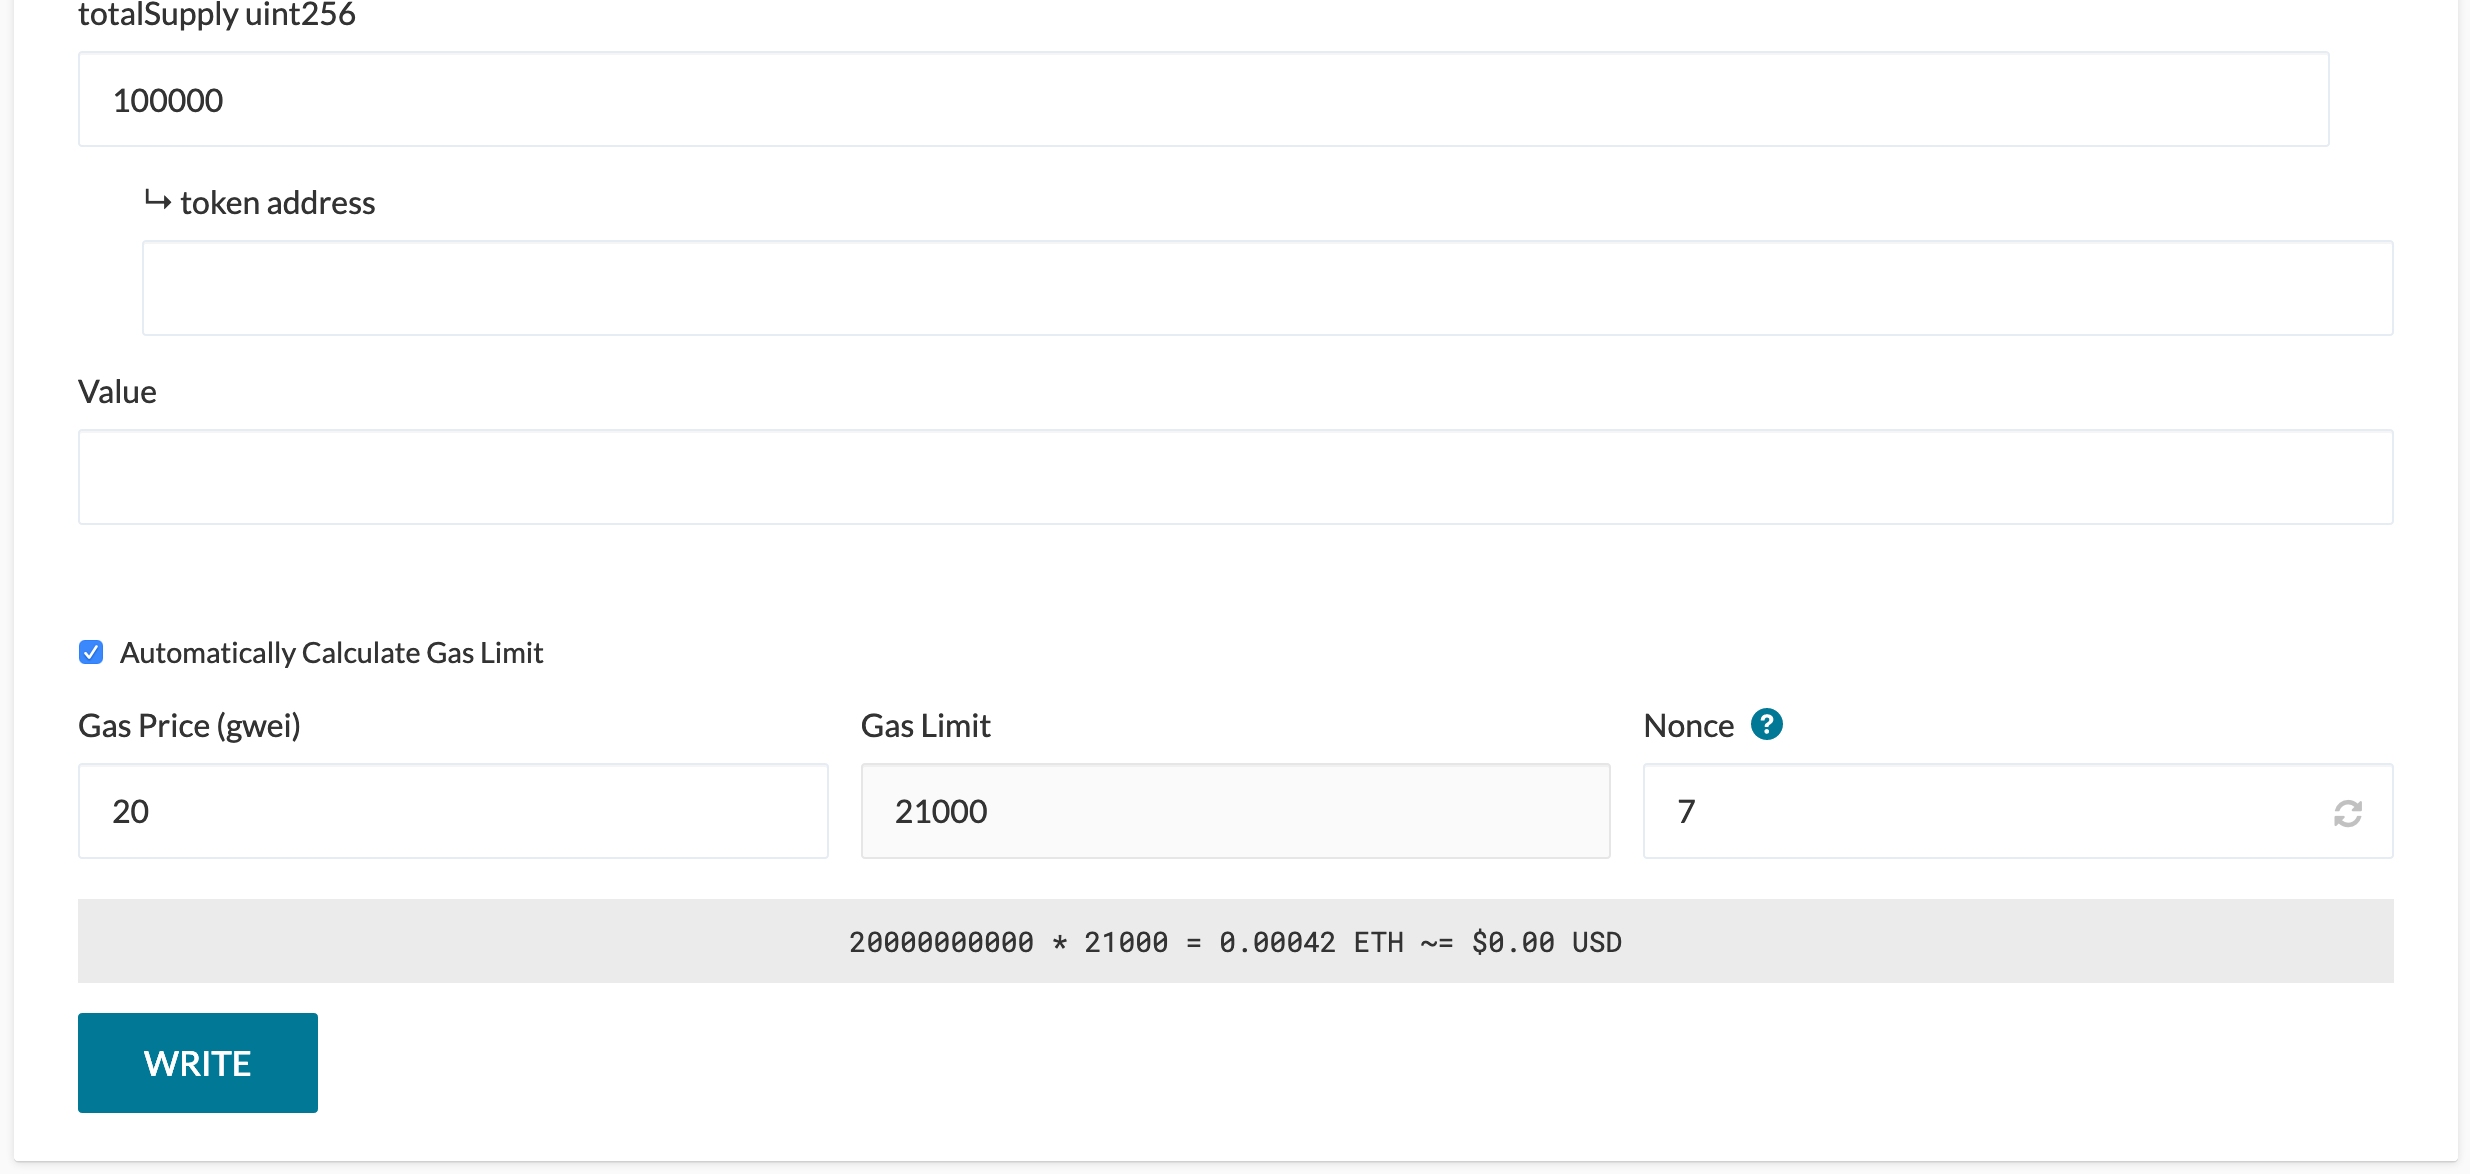 totalSupply uint256
100000
↳ token address
Value
Automatically Calculate Gas Limit
Gas Price (gwei)
Gas Limit
Nonce ?
20
21000
7
20000000000 * 21000 = 0.00042 ETH ~= $0.00 USD
WRITE